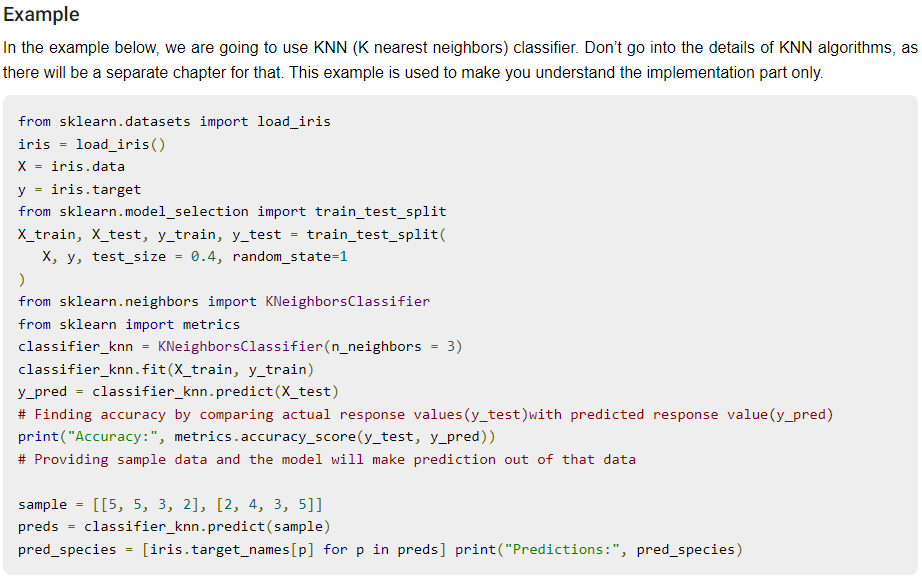 Example
In the example below, we are going to use KNN (K nearest neighbors) classifier. Don’t go into the details of KNN algorithms, as
there will be a separate chapter for that. This example is used to make you understand the implementation part only.
from sklearn.datasets import load_iris
iris = load_iris()
X = iris.data
y = iris.target
from sklearn.model_selection import train_test_split
X_train, X_test, y_train, y_test = train_test_split(
   X, y, test_size = 0.4, random_state=1
)
from sklearn.neighbors import KNeighborsClassifier
from sklearn import metrics
classifier_knn = KNeighborsClassifier(n_neighbors = 3)
classifier_knn.fit(X_train, y_train)
y_pred = classifier_knn.predict(X_test)
# Finding accuracy by comparing actual response values(y_test)with predicted response value(y_pred)
print("Accuracy:", metrics.accuracy_score(y_test, y_pred))
# Providing sample data and the model will make prediction out of that data
sample = [[5, 5, 3, 2], [2, 4, 3, 5]]
preds = classifier_knn.predict(sample)
pred_species = [iris.target_names[p] for p in preds] print("Predictions:", pred_species)